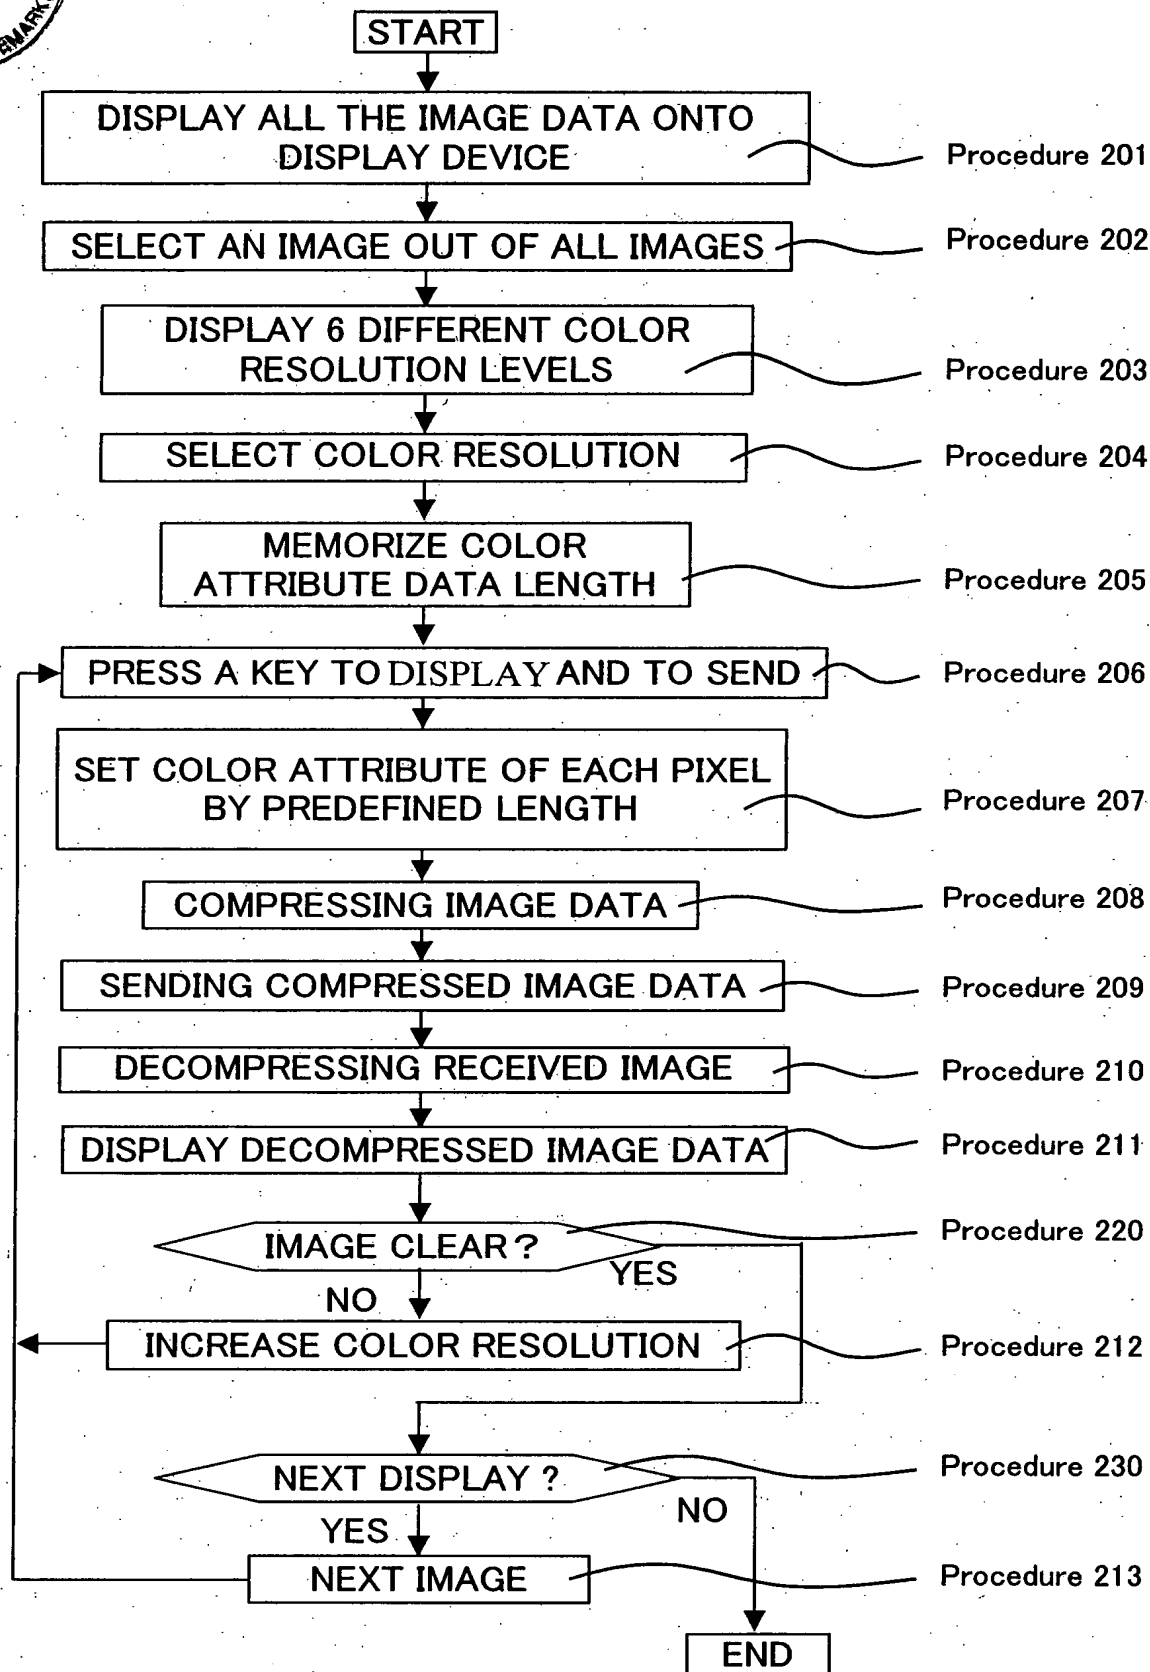 EMARK
START
DISPLAY ALL THE IMAGE DATA ONTO
DISPLAY DEVICE
Procedure 201
SELECT AN IMAGE OUT OF ALL IMAGES
Procedure 202
DISPLAY 6 DIFFERENT COLOR
RESOLUTION LEVELS
Procedure 203
SELECT COLOR RESOLUTION
Procedure 204
MEMORIZE COLOR
ATTRIBUTE DATA LENGTH
Procedure 205
PRESS A KEY TO DISPLAY AND TO SEND
Procedure 206
SET COLOR ATTRIBUTE OF EACH PIXEL
BY PREDEFINED LENGTH
Procedure 207
COMPRESSING IMAGE DATA
Procedure 208
SENDING COMPRESSED IMAGE DATA
Procedure 209
DECOMPRESSING RECEIVED IMAGE
Procedure 210
DISPLAY DECOMPRESSED IMAGE DATA
Procedure 211
IMAGE CLEAR?
Procedure 220
YES
NO
INCREASE COLOR RESOLUTION
Procedure 212
NEXT DISPLAY ?
Procedure 230
NO
YES
NEXT IMAGE
Procedure 213
END